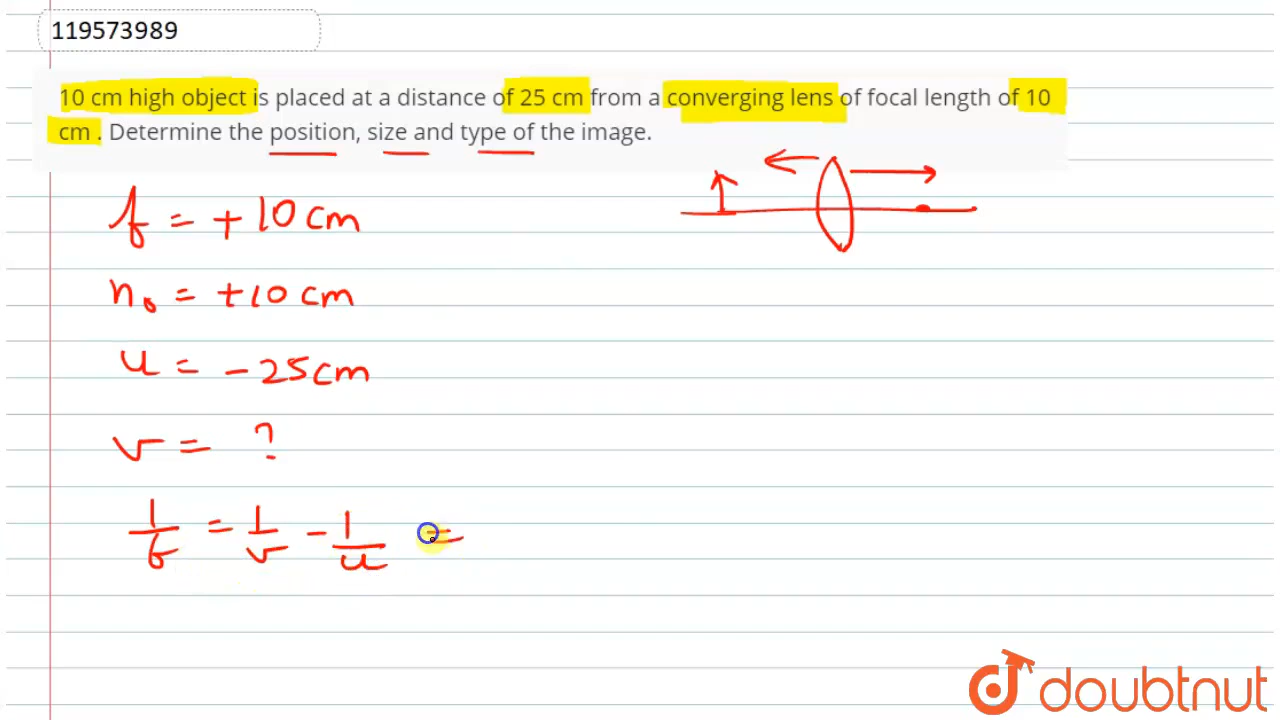 119573989
10 cm high object is placed at a distance of 25 cm from a converging lens of focal length of 10
cm . Determine the position, size and type of the image.
f = +10 cm
h₀ = +10 cm
u = -25 cm
v = ?
1/f = 1/v - 1/u =
doubtnut